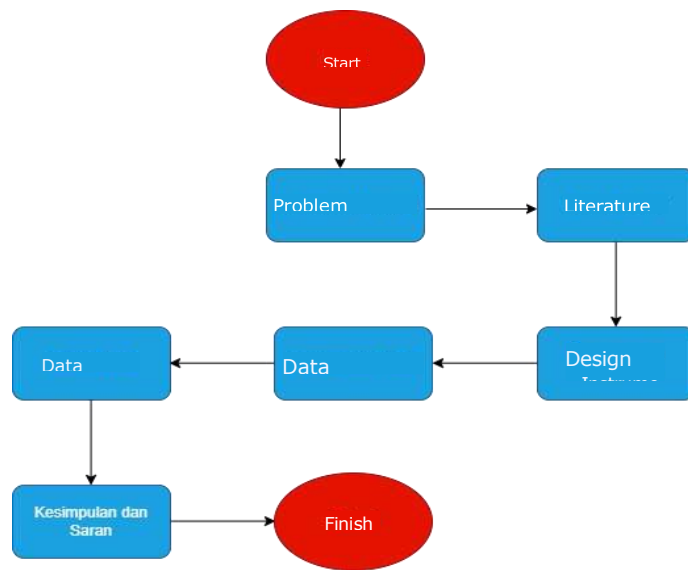 Start
Problem
Literature
Design
Data
Data
Kesimpulan dan
Saran
Finish